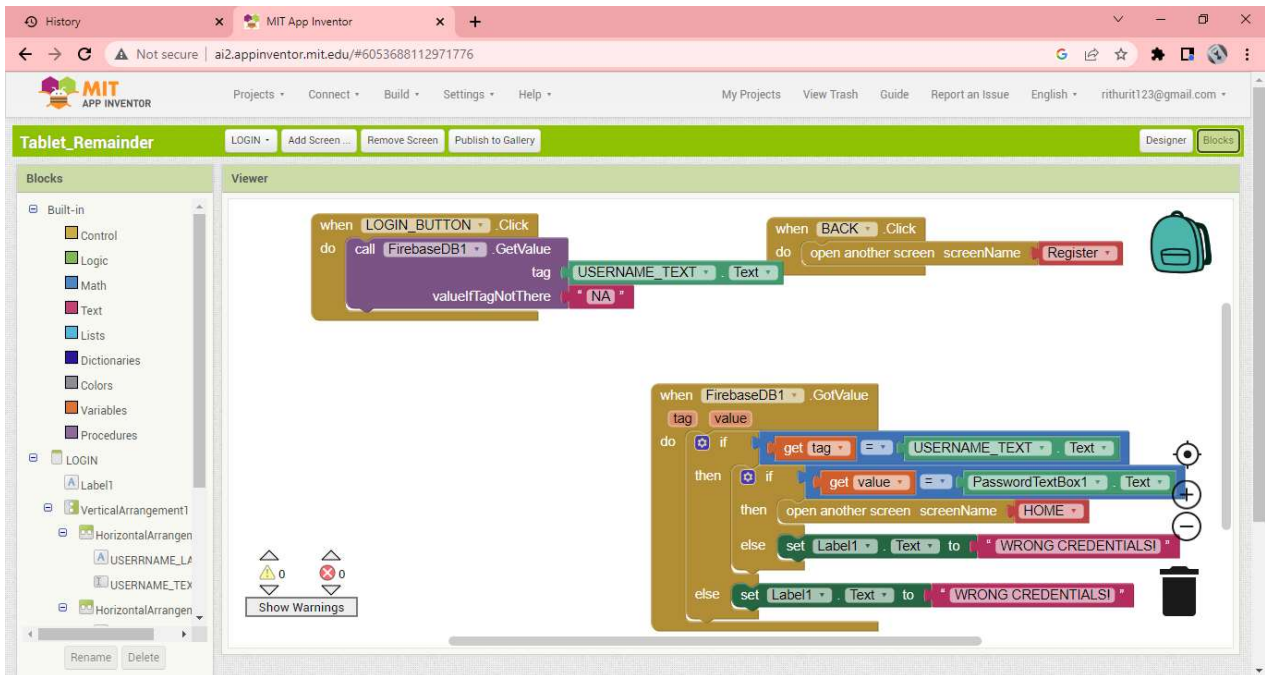 History
MIT App Inventor
Not secure | ai2.appinventor.mit.edu/#6053688112971776
MIT
APP INVENTOR
Projects Connect Build Settings Help My Projects View Trash Guide Report an Issue English rithurit123@gmail.com
Tablet_Remainder LOGIN Add Screen ... Remove Screen Publish to Gallery Designer Blocks
Blocks Viewer
Built-in
Control
Logic
Math
Text
Lists
Dictionaries
Colors
Variables
Procedures
LOGIN
Label1
VerticalArrangement1
HorizontalArrangen
USERRNAME_LA
USERNAME_TEX
HorizontalArrangen
Rename Delete
when LOGIN_BUTTON .Click
do call FirebaseDB1 .GetValue
tag USERNAME_TEXT . Text
valueIfTagNotThere " NA "
when BACK .Click
do open another screen screenName Register
when FirebaseDB1 .GotValue
tag value
do if get tag = USERNAME_TEXT . Text
then if get value = PasswordTextBox1 . Text
then open another screen screenName HOME
else set Label1 . Text to " WRONG CREDENTIALS! "
else set Label1 . Text to " WRONG CREDENTIALS! "
0 0
Show Warnings